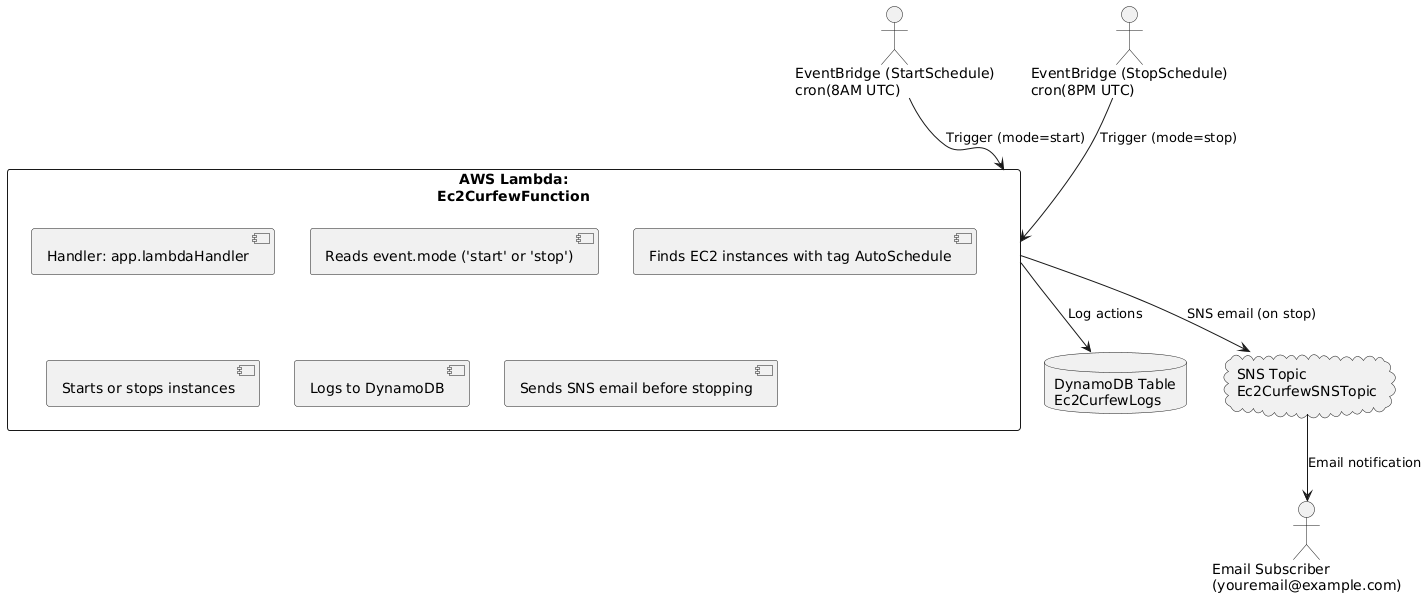 EventBridge (StartSchedule)
cron(8AM UTC)
EventBridge (StopSchedule)
cron(8PM UTC)
Trigger (mode=start)
Trigger (mode=stop)
AWS Lambda:
Ec2CurfewFunction
Handler: app.lambdaHandler
Reads event.mode ('start' or 'stop')
Finds EC2 instances with tag AutoSchedule
Starts or stops instances
Logs to DynamoDB
Sends SNS email before stopping
Log actions
SNS email (on stop)
DynamoDB Table
Ec2CurfewLogs
SNS Topic
Ec2CurfewSNSTopic
Email notification
Email Subscriber
(youremail@example.com)